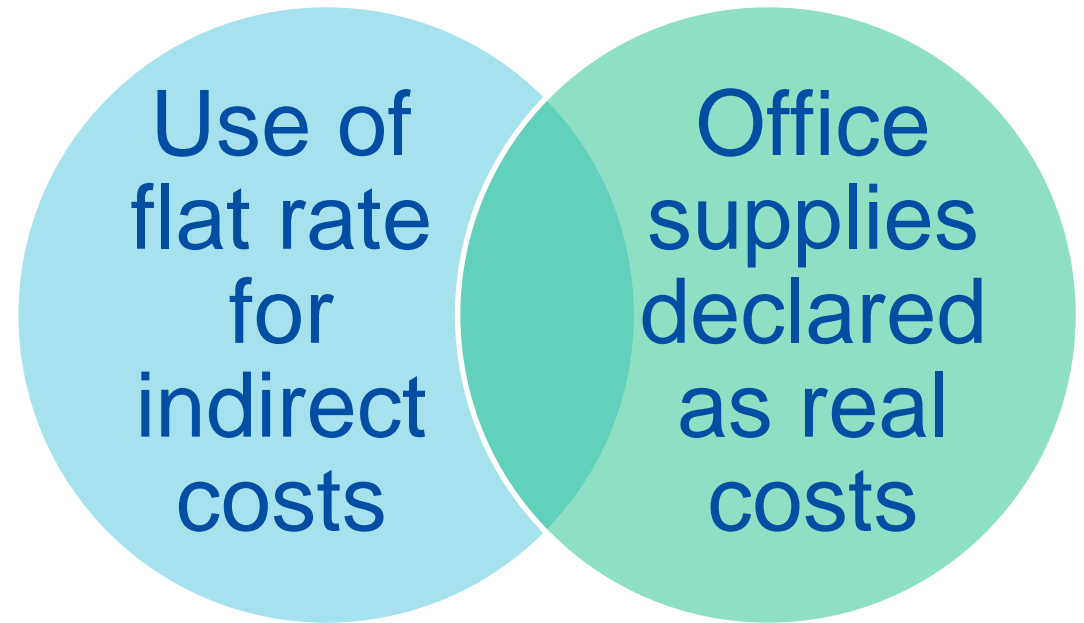 Use of
flat rate
for
indirect
costs
Office
supplies
declared
as real
costs